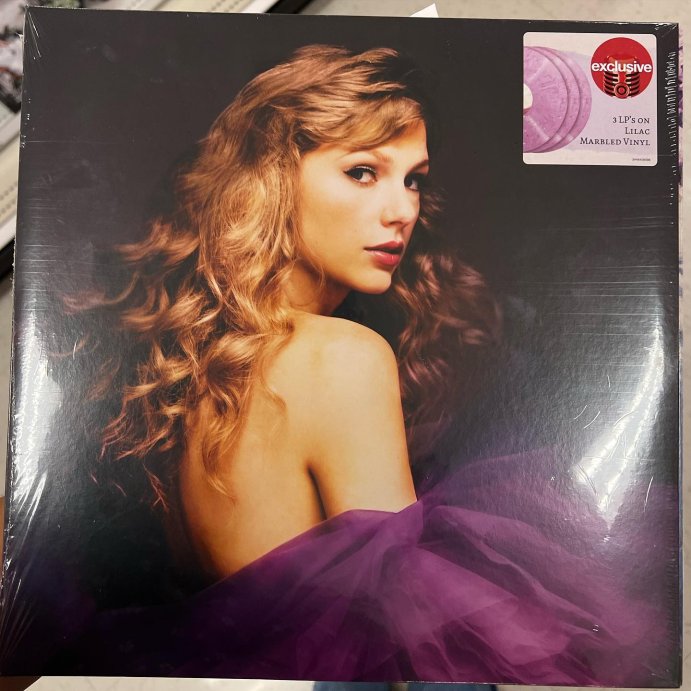 exclusive
3 LP's on
Lilac
Marbled Vinyl